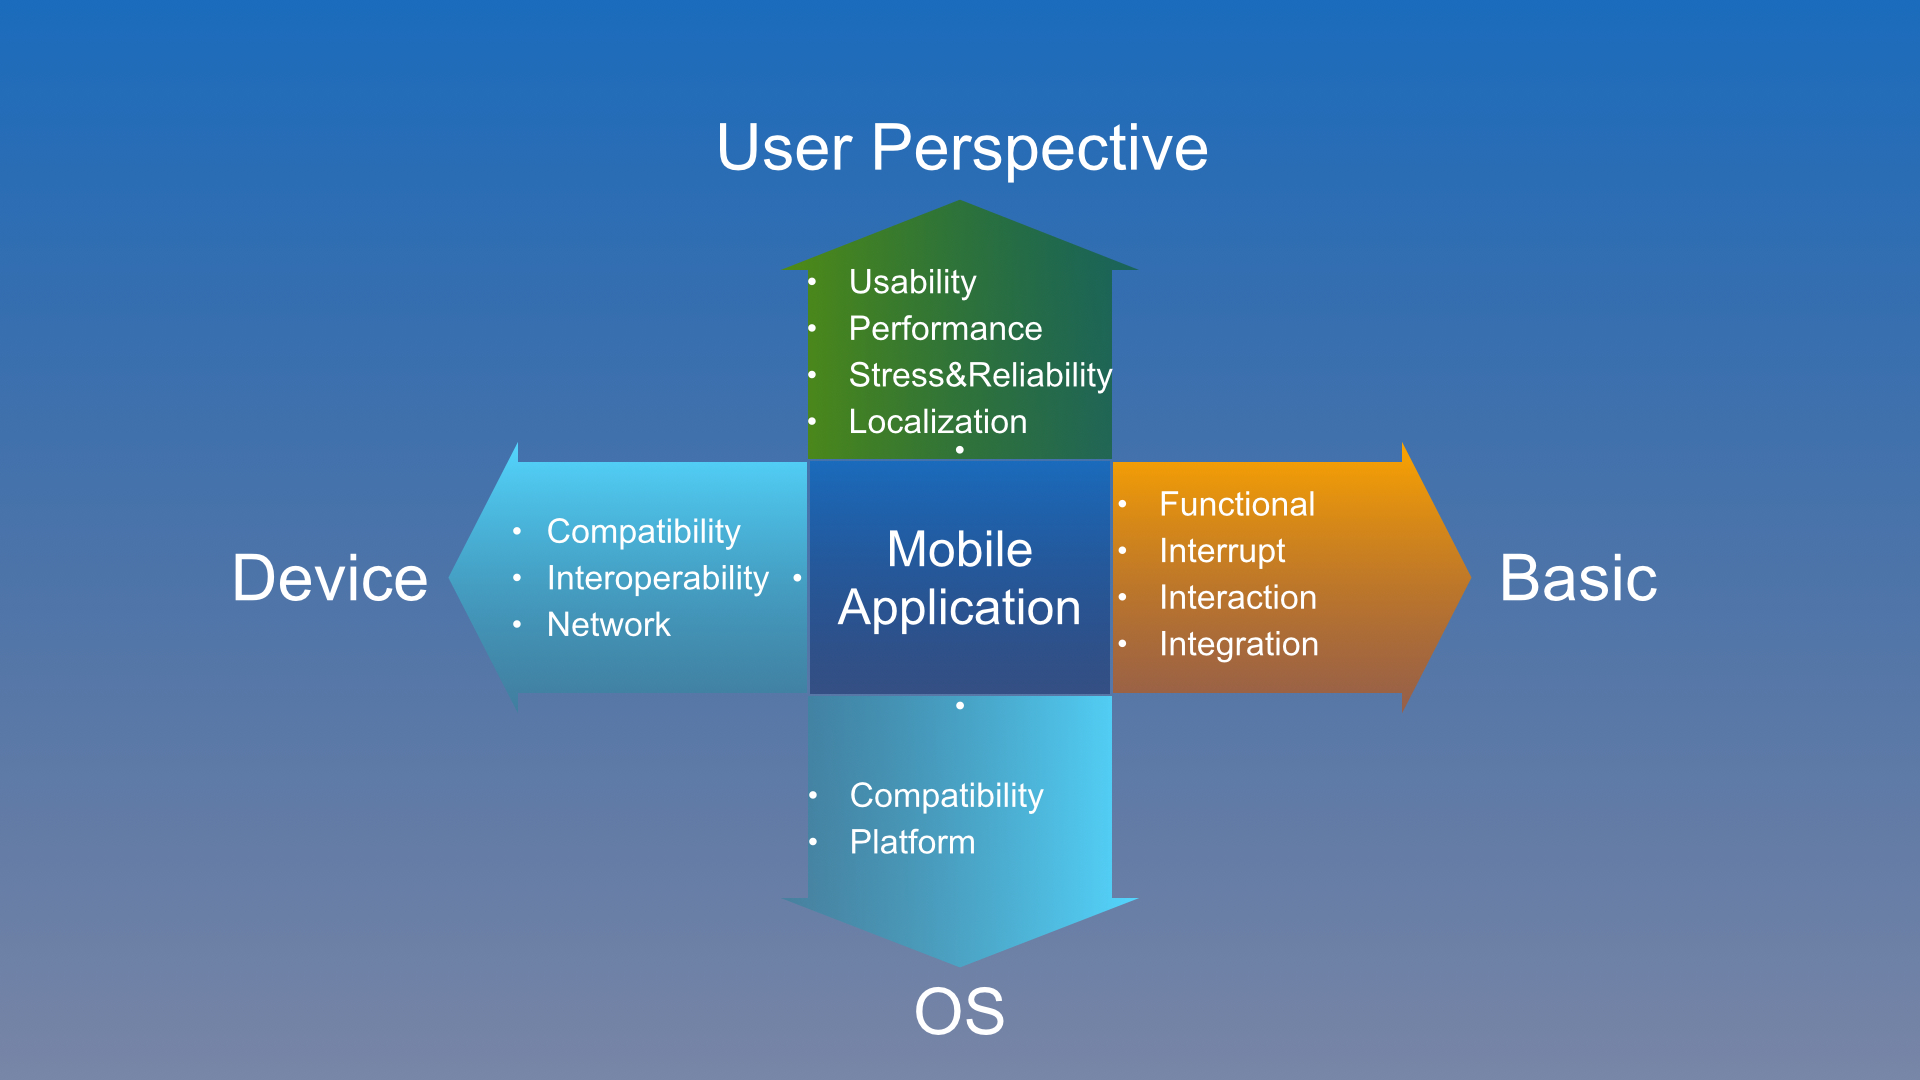 User Perspective
• Usability
• Performance
• Stress&Reliability
• Localization
•
Device
• Compatibility
• Interoperability •
• Network
Mobile
Application
• Functional
• Interrupt
• Interaction
• Integration
Basic
•
• Compatibility
• Platform
OS